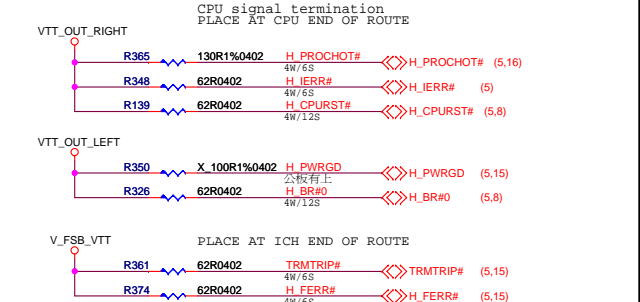 CPU signal termination
PLACE AT CPU END OF ROUTE
VTT_OUT_RIGHT
R365 130R1%0402 H_PROCHOT# H_PROCHOT# (5,16)
4W/6S
R348 62R0402 H_IERR# H_IERR# (5)
4W/6S
R139 62R0402 H_CPURST# H_CPURST# (5,8)
4W/12S
VTT_OUT_LEFT
R350 X_100R1%0402 H_PWRGD H_PWRGD (5,15)
公板有上
R326 62R0402 H_BR#0 H_BR#0 (5,8)
4W/12S
V_FSB_VTT PLACE AT ICH END OF ROUTE
R361 62R0402 TRMTRIP# TRMTRIP# (5,15)
4W/6S
R374 62R0402 H_FERR# H_FERR# (5,15)
4W/6S